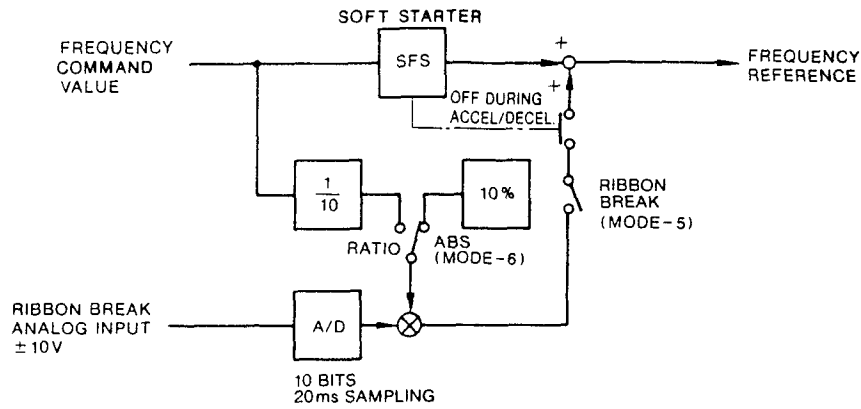 SOFT STARTER
FREQUENCY
COMMAND
VALUE
SFS
+
+
FREQUENCY
REFERENCE
OFF DURING
ACCEL/DECEL.
1
10
10%
RATIO
ABS
(MODE-6)
RIBBON
BREAK
(MODE-5)
RIBBON BREAK
ANALOG INPUT
±10V
A/D
10 BITS
20ms SAMPLING